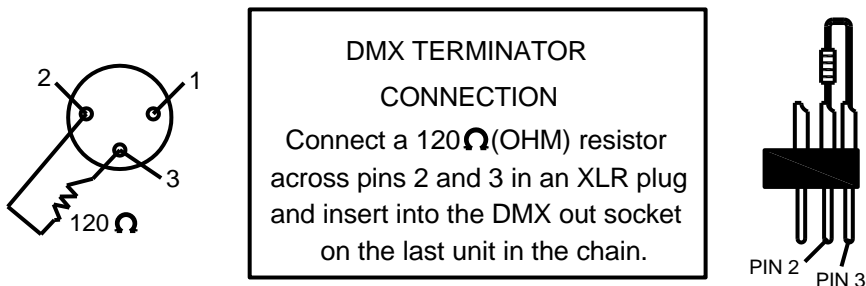 2
1
3
120 Ω
DMX TERMINATOR
CONNECTION
Connect a 120Ω(OHM) resistor
across pins 2 and 3 in an XLR plug
and insert into the DMX out socket
on the last unit in the chain.
PIN 2
PIN 3